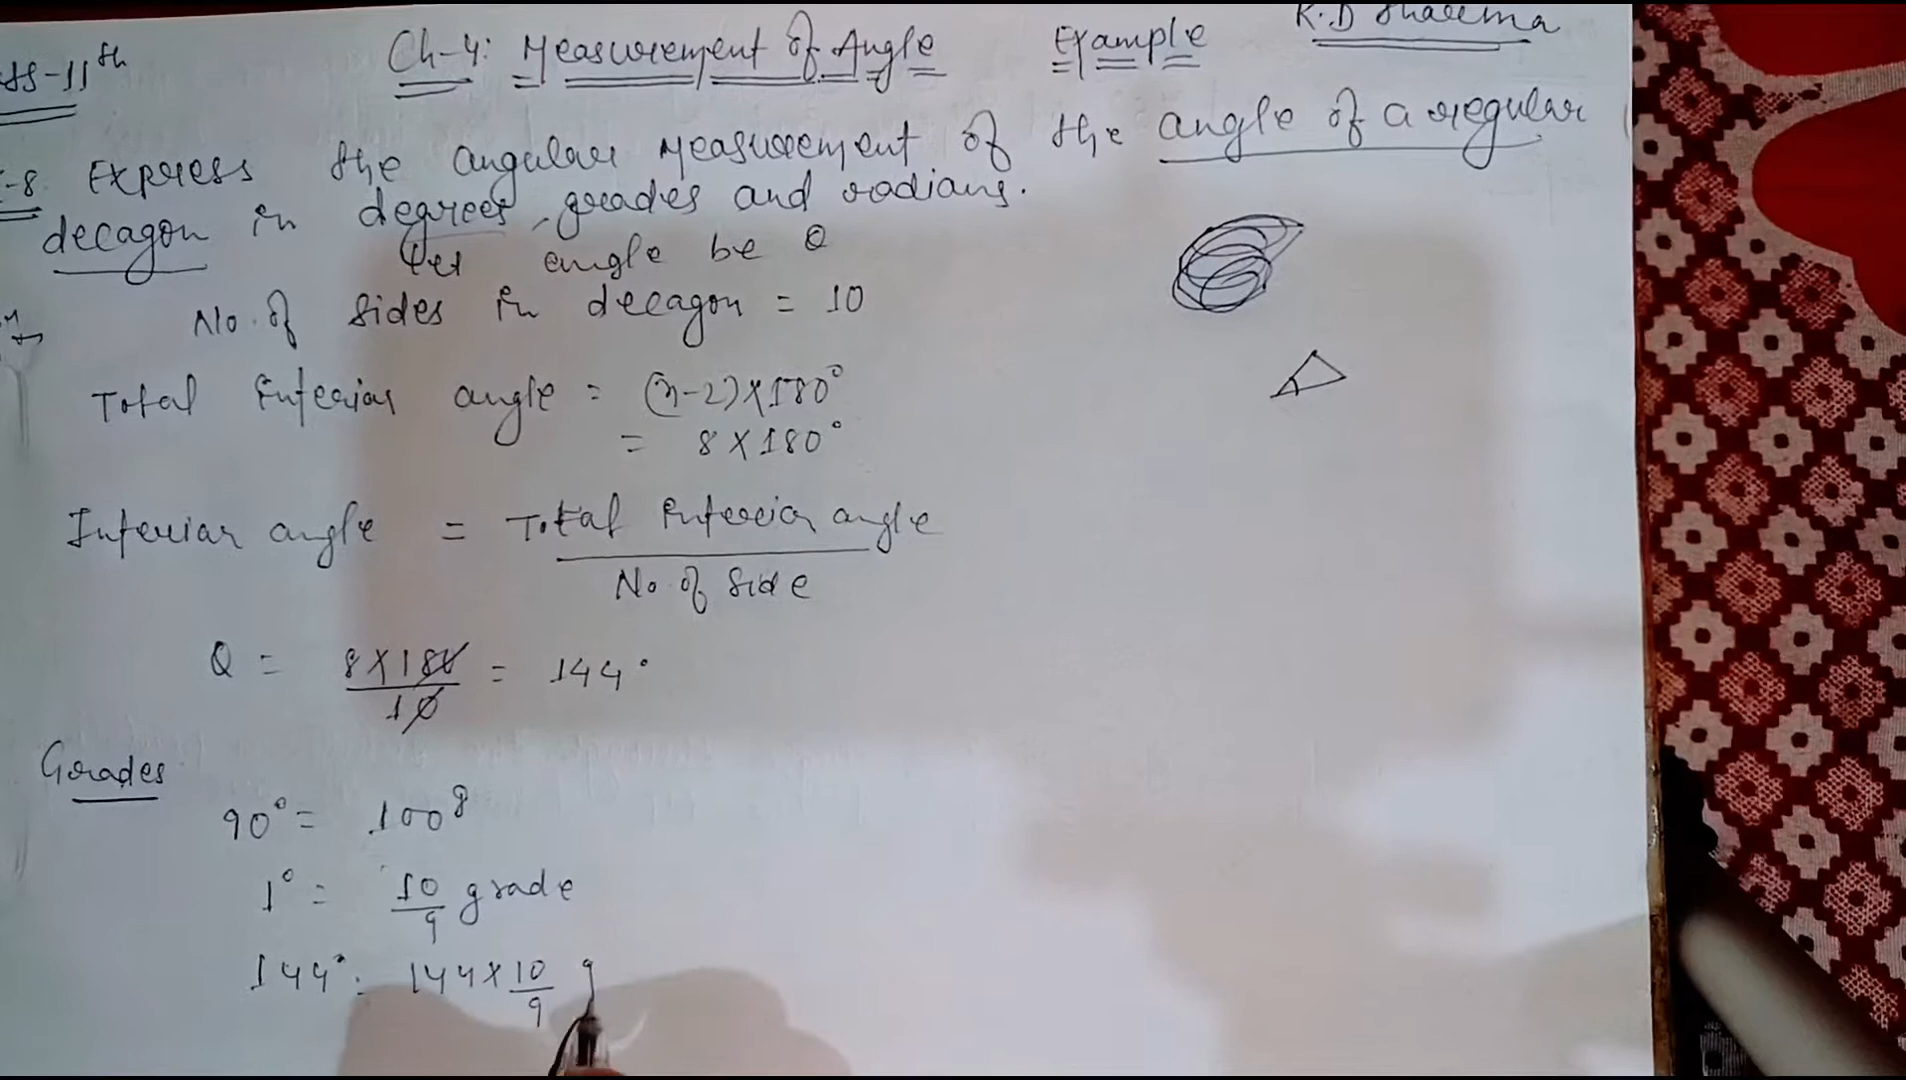 ss-11th Ch-4: Measurement of Angle Example R.D Sharma
-8 Express the angular measurement of the angle of a regular
decagon in degrees, grades and radians.
Let angle be θ
No. of sides in decagon = 10
Total interior angle = (n-2)×180°
= 8×180°
Interior angle = Total interior angle
No. of side
θ = 8×180/10 = 144°
Grades
90° = 100g
1° = 10/9 grade
144° = 144×10/9 g